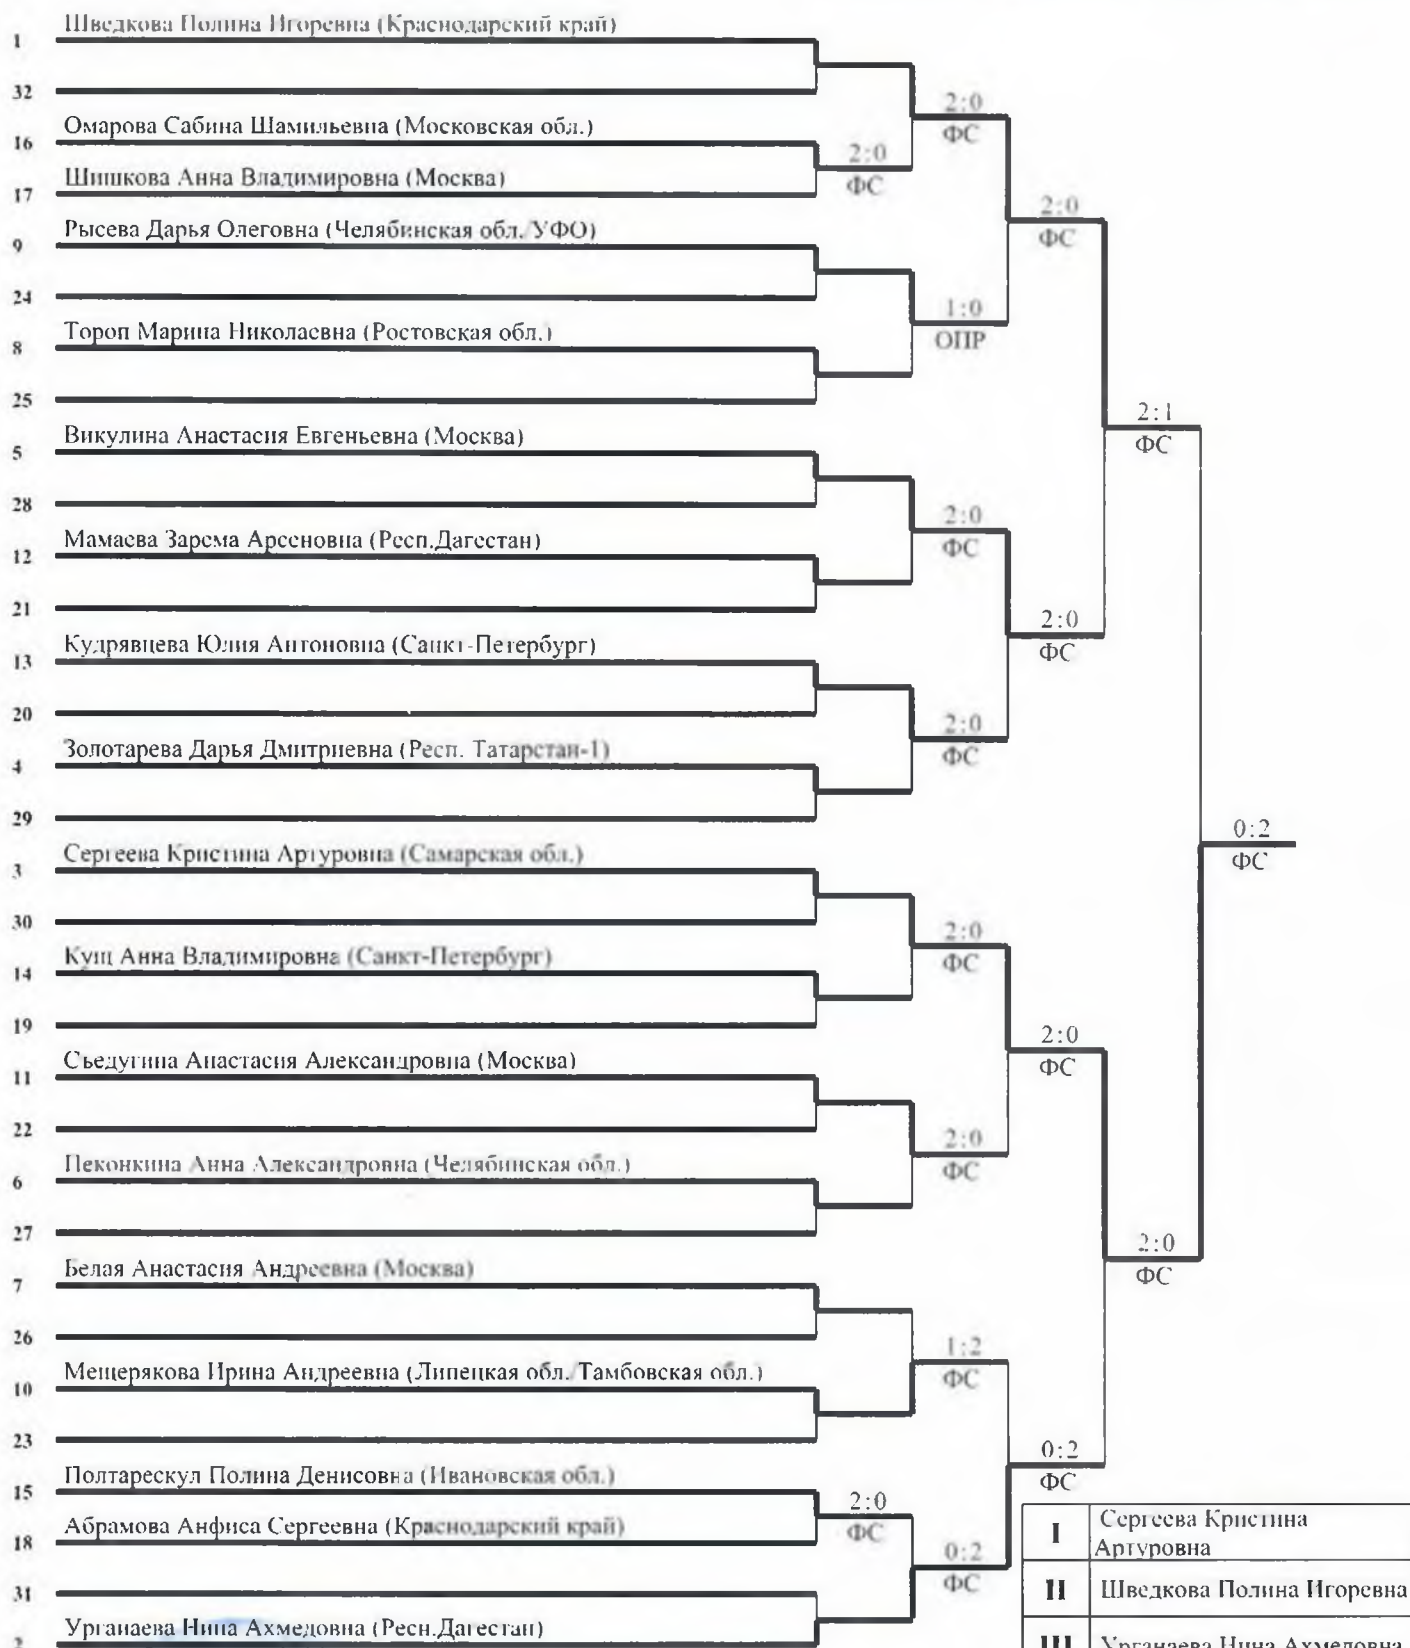 Шведкова Полина Игоревна (Краснодарский край)
1
32
Омарова Сабина Шамильевна (Московская обл.)
16
Шишкова Анна Владимировна (Москва)
17
Рысева Дарья Олеговна (Челябинская обл./УФО)
9
24
Тороп Марина Николаевна (Ростовская обл.)
8
25
Викулина Анастасия Евгеньевна (Москва)
5
28
Мамаева Зарема Арсеновна (Респ.Дагестан)
12
21
Кудрявцева Юлия Антоновна (Санкт-Петербург)
13
20
Золотарева Дарья Дмитриевна (Респ. Татарстан-1)
4
29
Сергеева Кристина Артуровна (Самарская обл.)
3
30
Кущ Анна Владимировна (Санкт-Петербург)
14
19
Съедугина Анастасия Александровна (Москва)
11
22
Пеконкина Анна Александровна (Челябинская обл.)
6
27
Белая Анастасия Андреевна (Москва)
7
26
Мещерякова Ирина Андреевна (Липецкая обл./Тамбовская обл.)
10
23
Полтарескул Полина Денисовна (Ивановская обл.)
15
Абрамова Анфиса Сергеевна (Краснодарский край)
18
31
Урганаева Нина Ахмедовна (Респ.Дагестан)
2
2:0
ФС
2:0
ФС
2:0
ФС
1:0
ОПР
2:0
ФС
2:0
ФС
2:0
ФС
2:0
ФС
1:2
ФС
0:2
ФС
2:0
ФС
2:0
ФС
2:0
ФС
0:2
ФС
2:1
ФС
2:0
ФС
0:2
ФС
I Сергеева Кристина
Артуровна
II Шведкова Полина Игоревна
III Урганаева Нина Ахмедовна